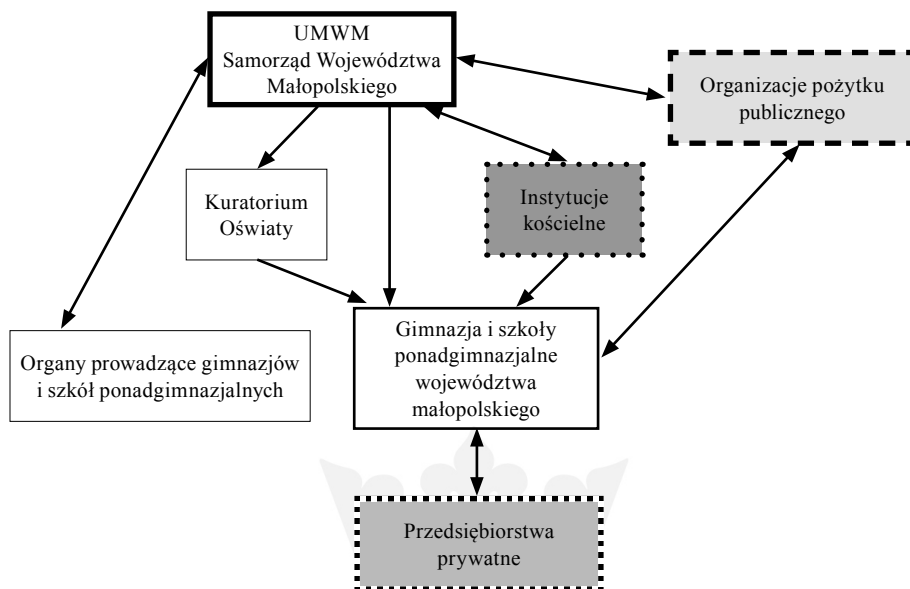 UMWM
Samorząd Województwa
Małopolskiego
Organizacje pożytku
publicznego
Kuratorium
Oświaty
Instytucje
kościelne
Organy prowadzące gimnazjów
i szkół ponadgimnazjalnych
Gimnazja i szkoły
ponadgimnazjalne
województwa
małopolskiego
Przedsiębiorstwa
prywatne